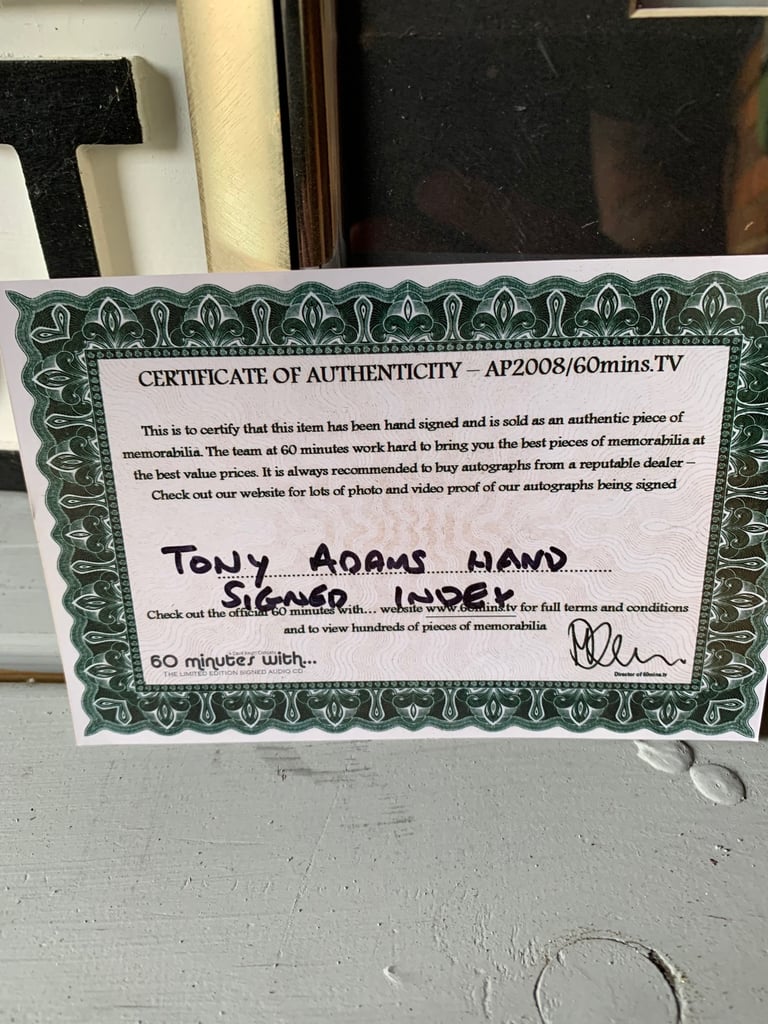 T
CERTIFICATE OF AUTHENTICITY – AP2008/60mins.TV
This is to certify that this item has been hand signed and is sold as an authentic piece of
memorabilia. The team at 60 minutes work hard to bring you the best pieces of memorabilia at
the best value prices. It is always recommended to buy autographs from a reputable dealer –
Check out our website for lots of photo and video proof of our autographs being signed
TONY ADAMS HAND
SIGNED INDEX
Check out the official 60 minutes with... website www.60mins.tv for full terms and conditions
and to view hundreds of pieces of memorabilia
60 minutes with...
THE LIMITED EDITION SIGNED AUDIO CD
Director of 60mins.tv